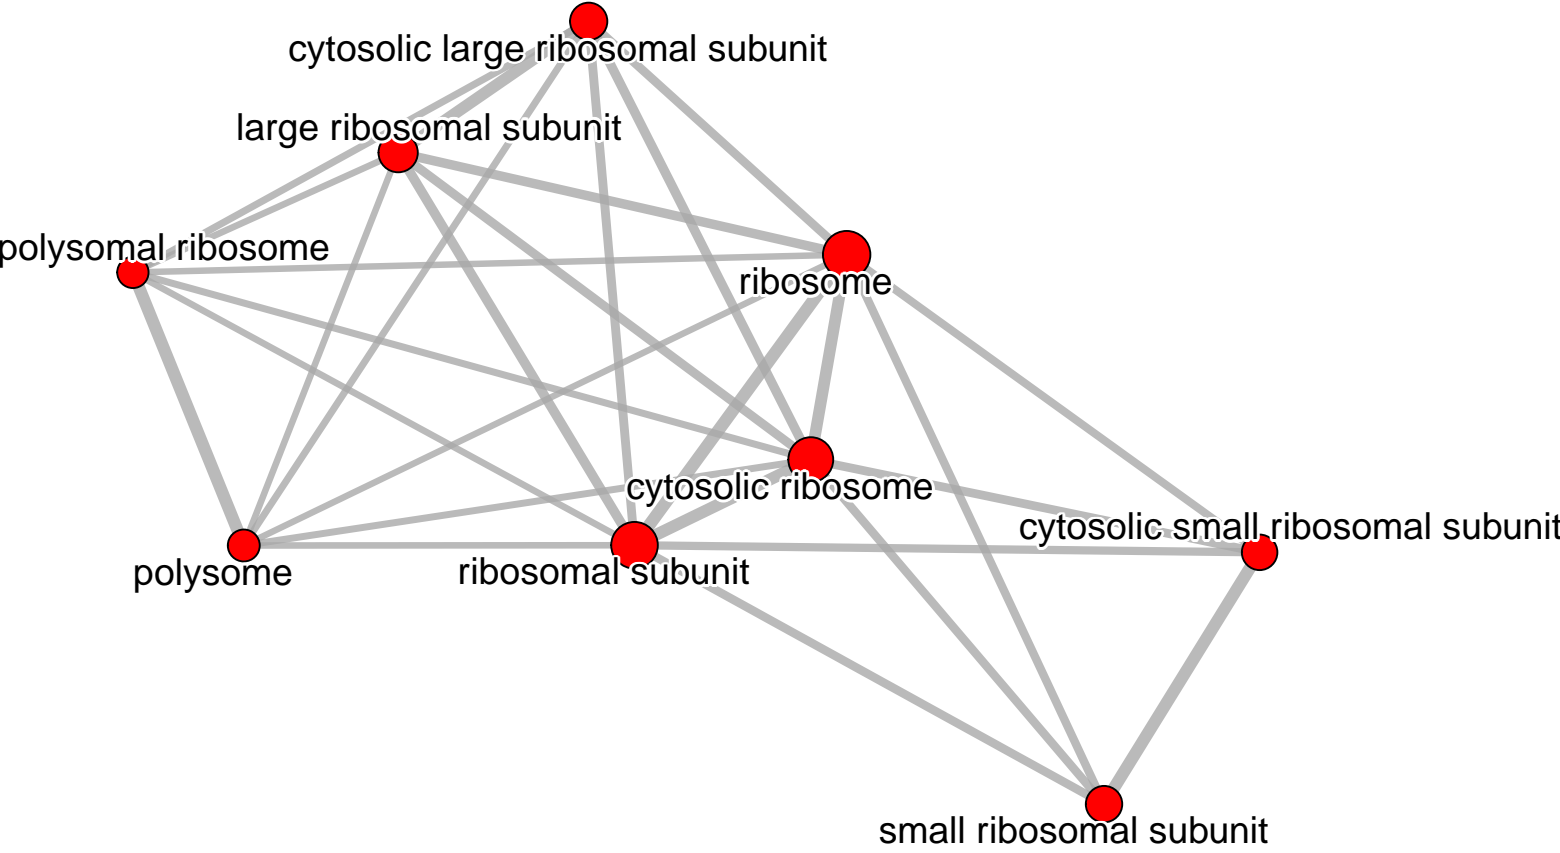 cytosolic large ribosomal subunit
large ribosomal subunit
polysomal ribosome
ribosome
cytosolic ribosome
cytosolic small ribosomal subunit
polysome
ribosomal subunit
small ribosomal subunit